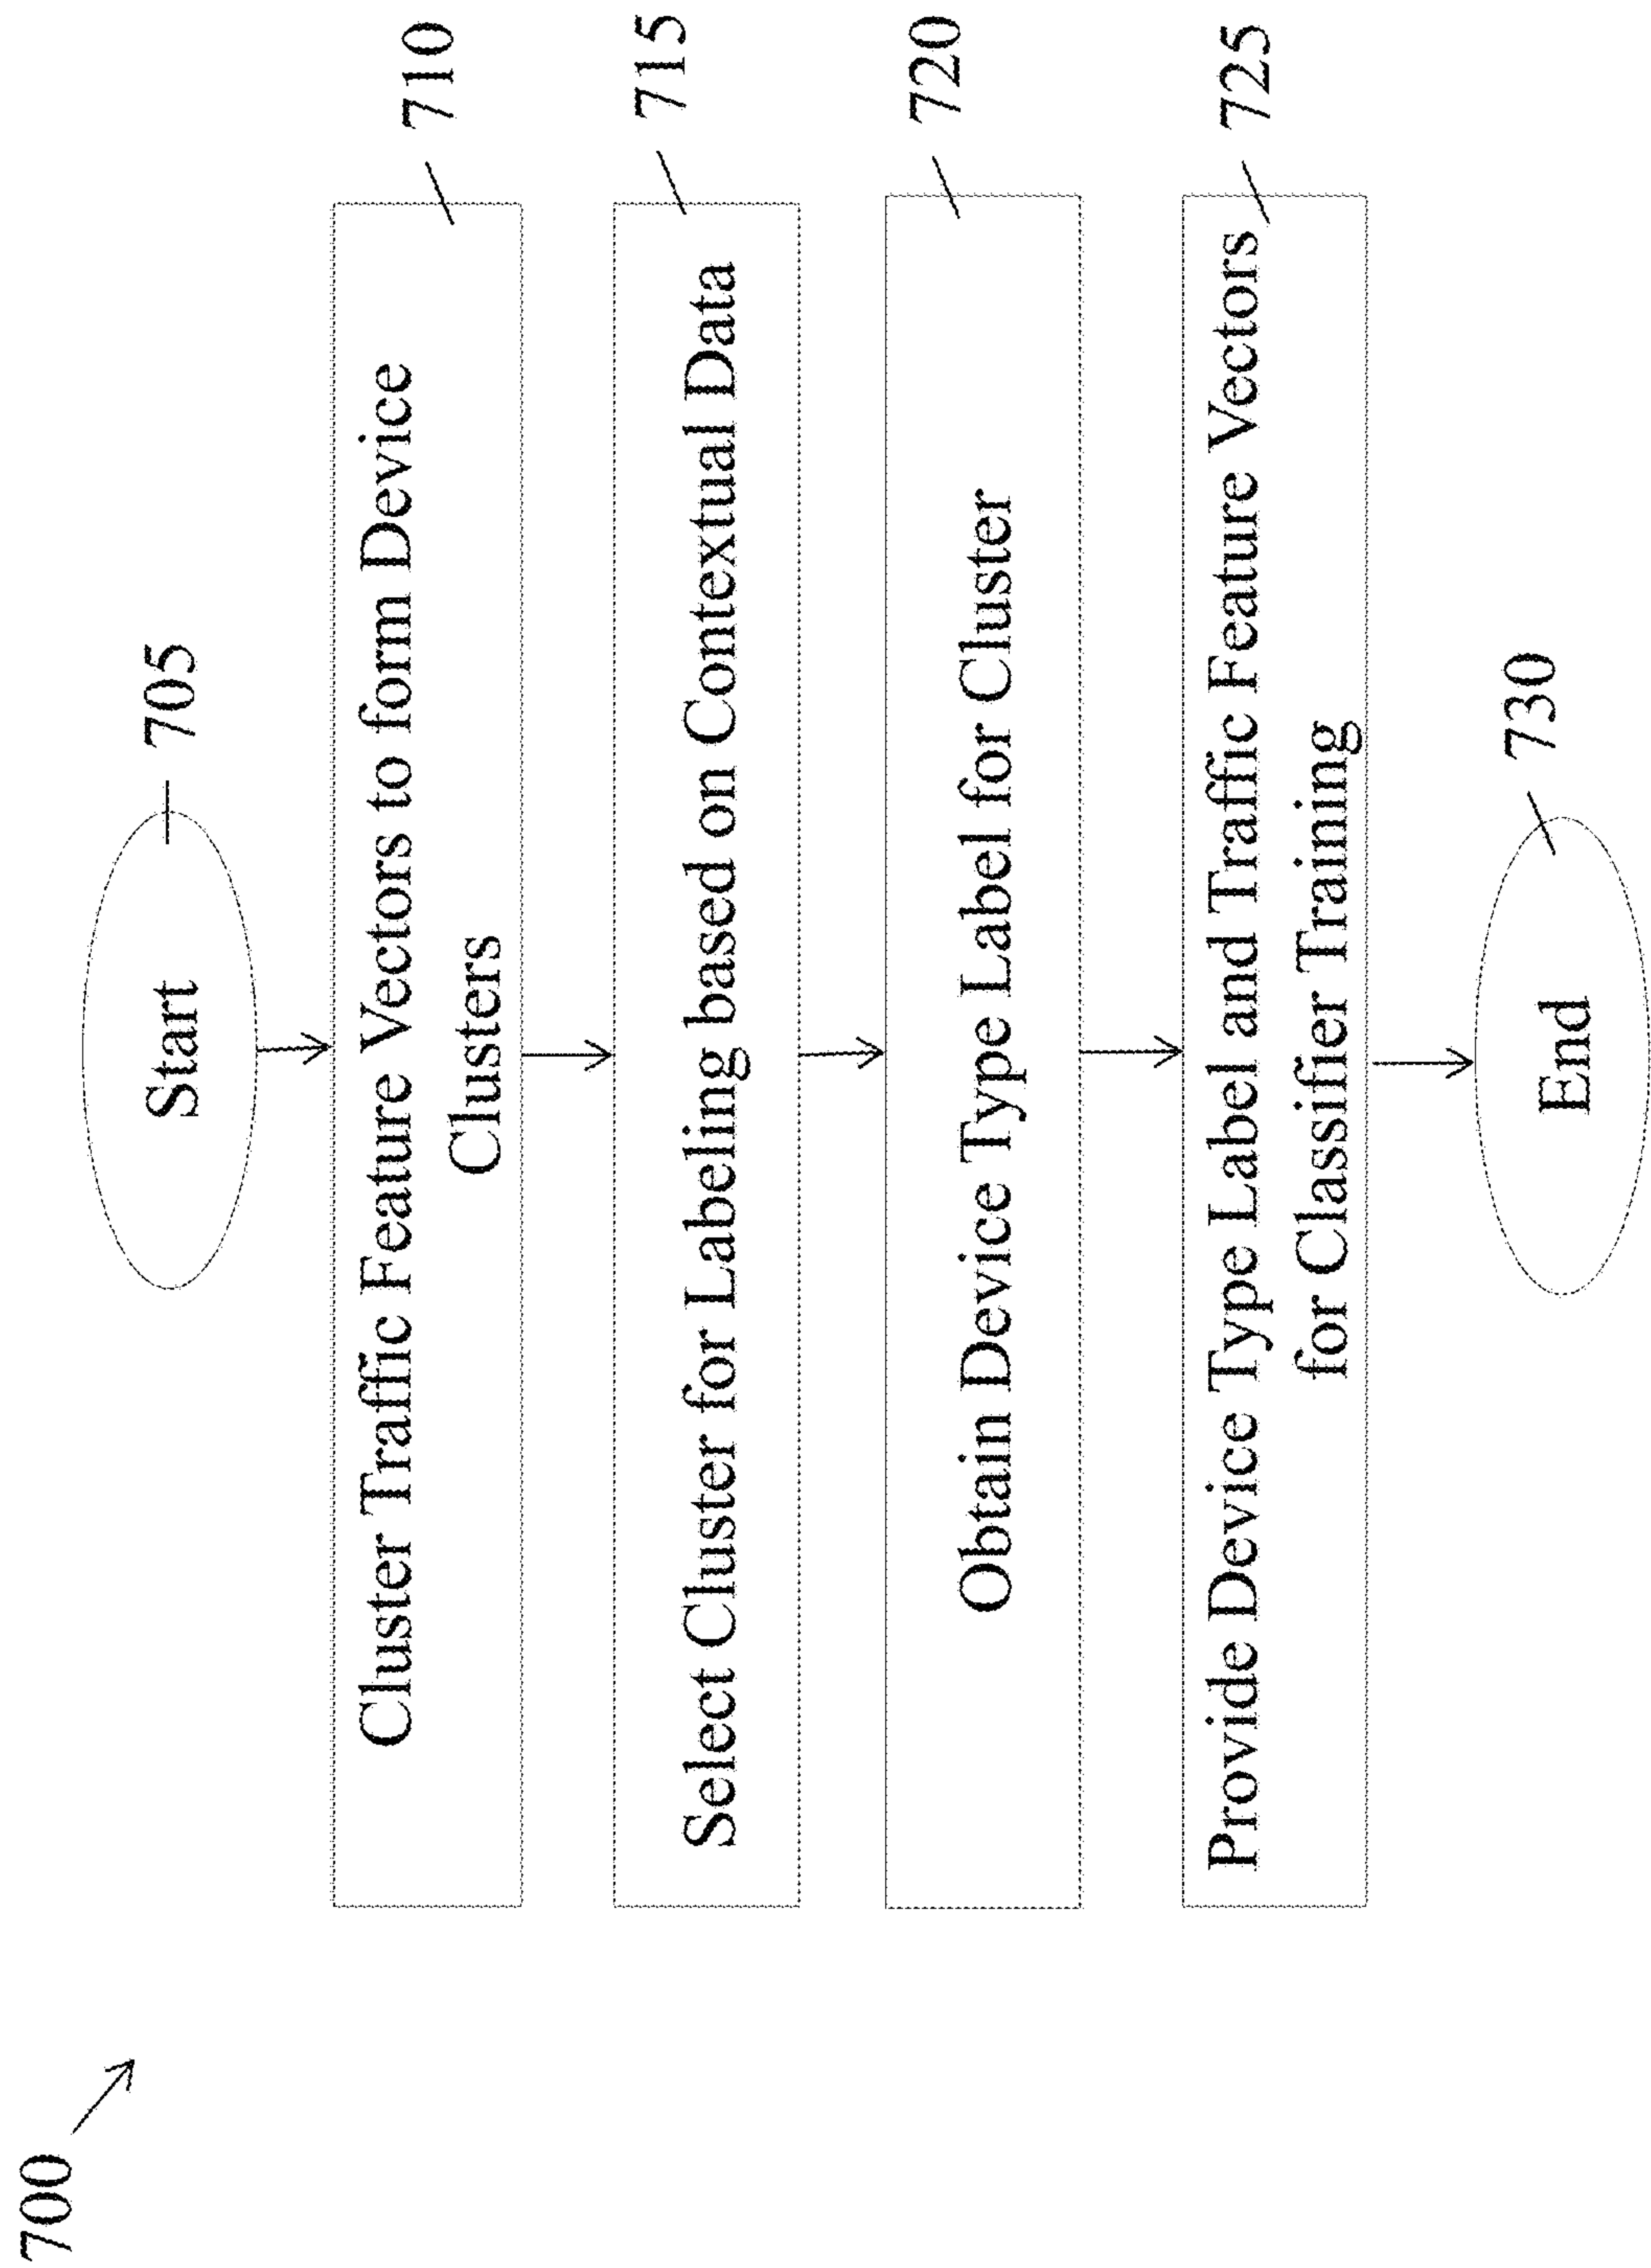 700
Start
705
Cluster Traffic Feature Vectors to form Device
Clusters
710
Select Cluster for Labeling based on Contextual Data
715
Obtain Device Type Label for Cluster
720
Provide Device Type Label and Traffic Feature Vectors
for Classifier Training
725
End
730